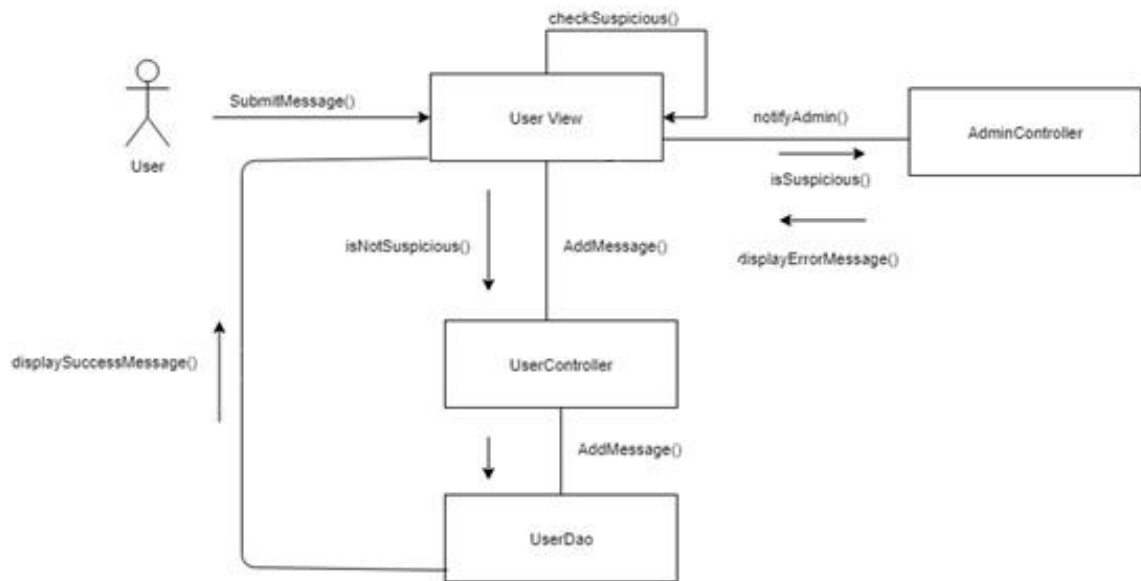 checkSuspicious()
SubmitMessage()
User View
notifyAdmin()
AdminController
User
isSuspicious()
isNotSuspicious()
AddMessage()
displayErrorMessage()
displaySuccessMessage()
UserController
AddMessage()
UserDao